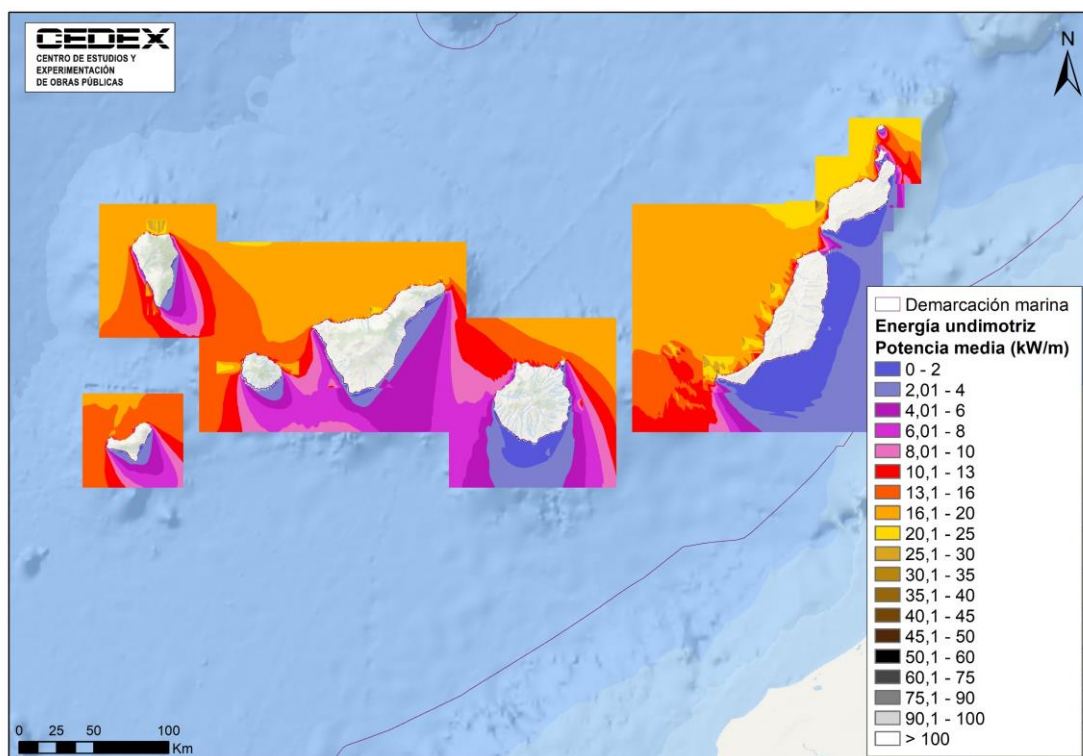 CEDEX
CENTRO DE ESTUDIOS Y
EXPERIMENTACIÓN
DE OBRAS PÚBLICAS
N
Demarcación marina
Energía undimotriz
Potencia media (kW/m)
0 - 2
2,01 - 4
4,01 - 6
6,01 - 8
8,01 - 10
10,1 - 13
13,1 - 16
16,1 - 20
20,1 - 25
25,1 - 30
30,1 - 35
35,1 - 40
40,1 - 45
45,1 - 50
50,1 - 60
60,1 - 75
75,1 - 90
90,1 - 100
> 100
0 25 50 100
Km